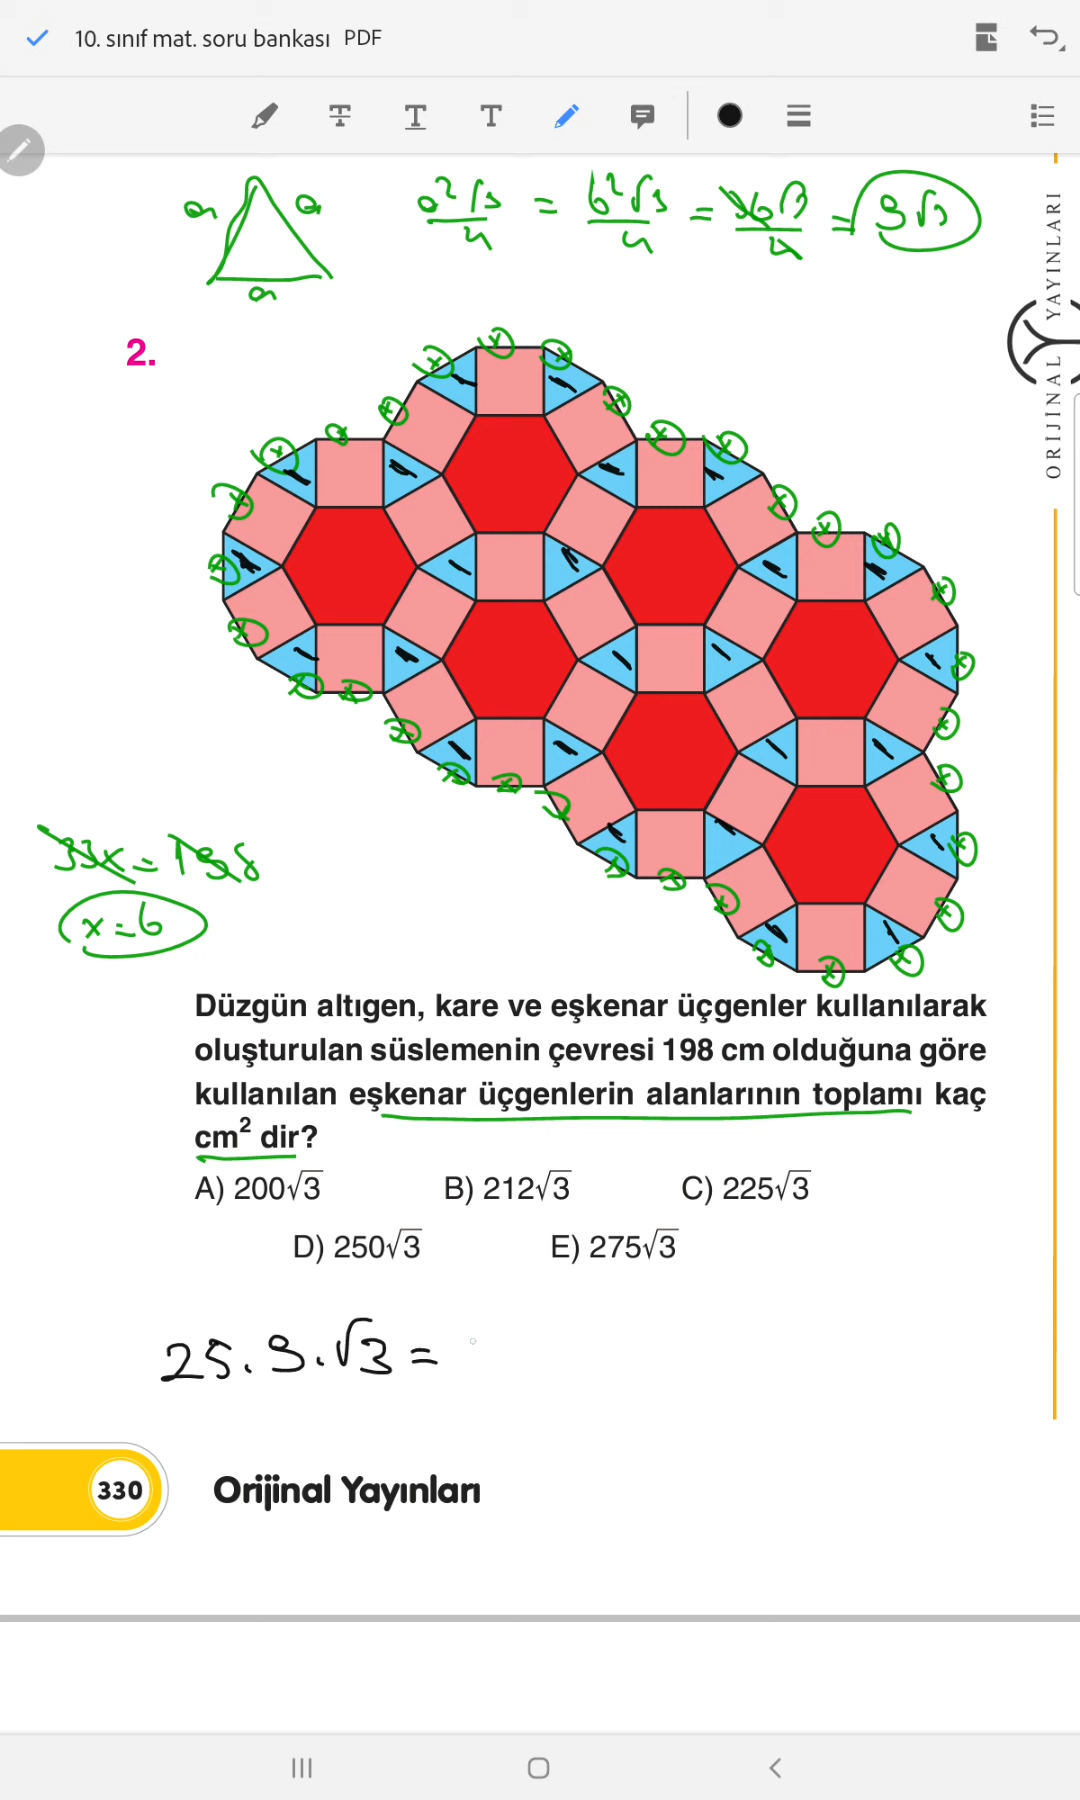 10. sınıf mat. soru bankası PDF
a a
a
a²√3/4 = 6²√3/4 = 36√3/4 = 9√3
ORIJINAL YAYINLARI
2.
33x = 198
x = 6
Düzgün altıgen, kare ve eşkenar üçgenler kullanılarak
oluşturulan süslemenin çevresi 198 cm olduğuna göre
kullanılan eşkenar üçgenlerin alanlarının toplamı kaç
cm² dir?
A) 200√3 B) 212√3 C) 225√3
D) 250√3 E) 275√3
25.9.√3 =
330 Orijinal Yayınları